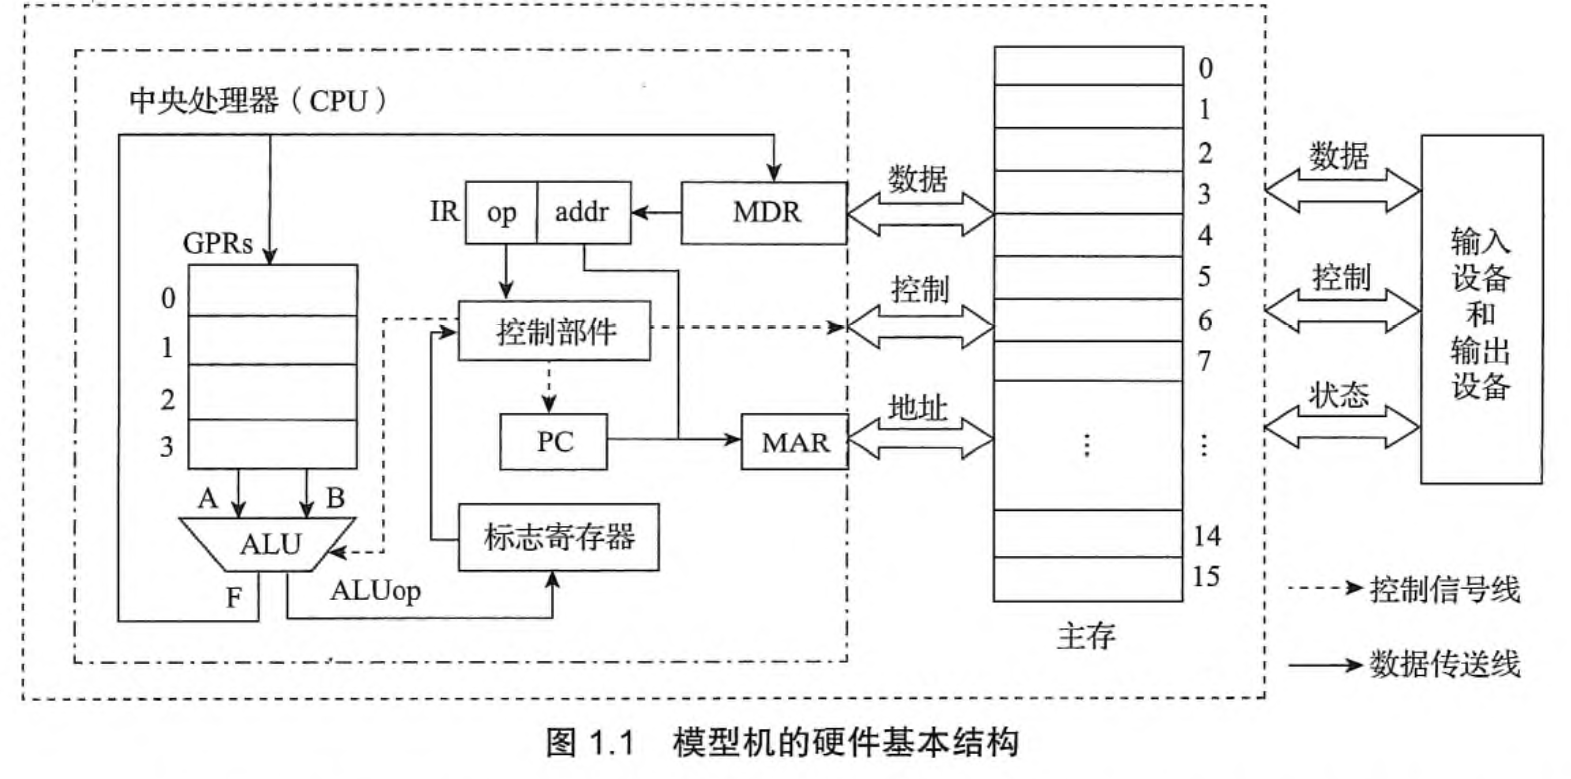 中央处理器（CPU）
GPRs
0
1
2
3
A
B
ALU
F
ALUop
IR
op
addr
MDR
控制部件
PC
MAR
标志寄存器
数据
控制
地址
0
1
2
3
4
5
6
7
⋮
⋮
14
15
主存
数据
控制
状态
输入
设备
和
输出
设备
控制信号线
数据传送线
图 1.1 模型机的硬件基本结构